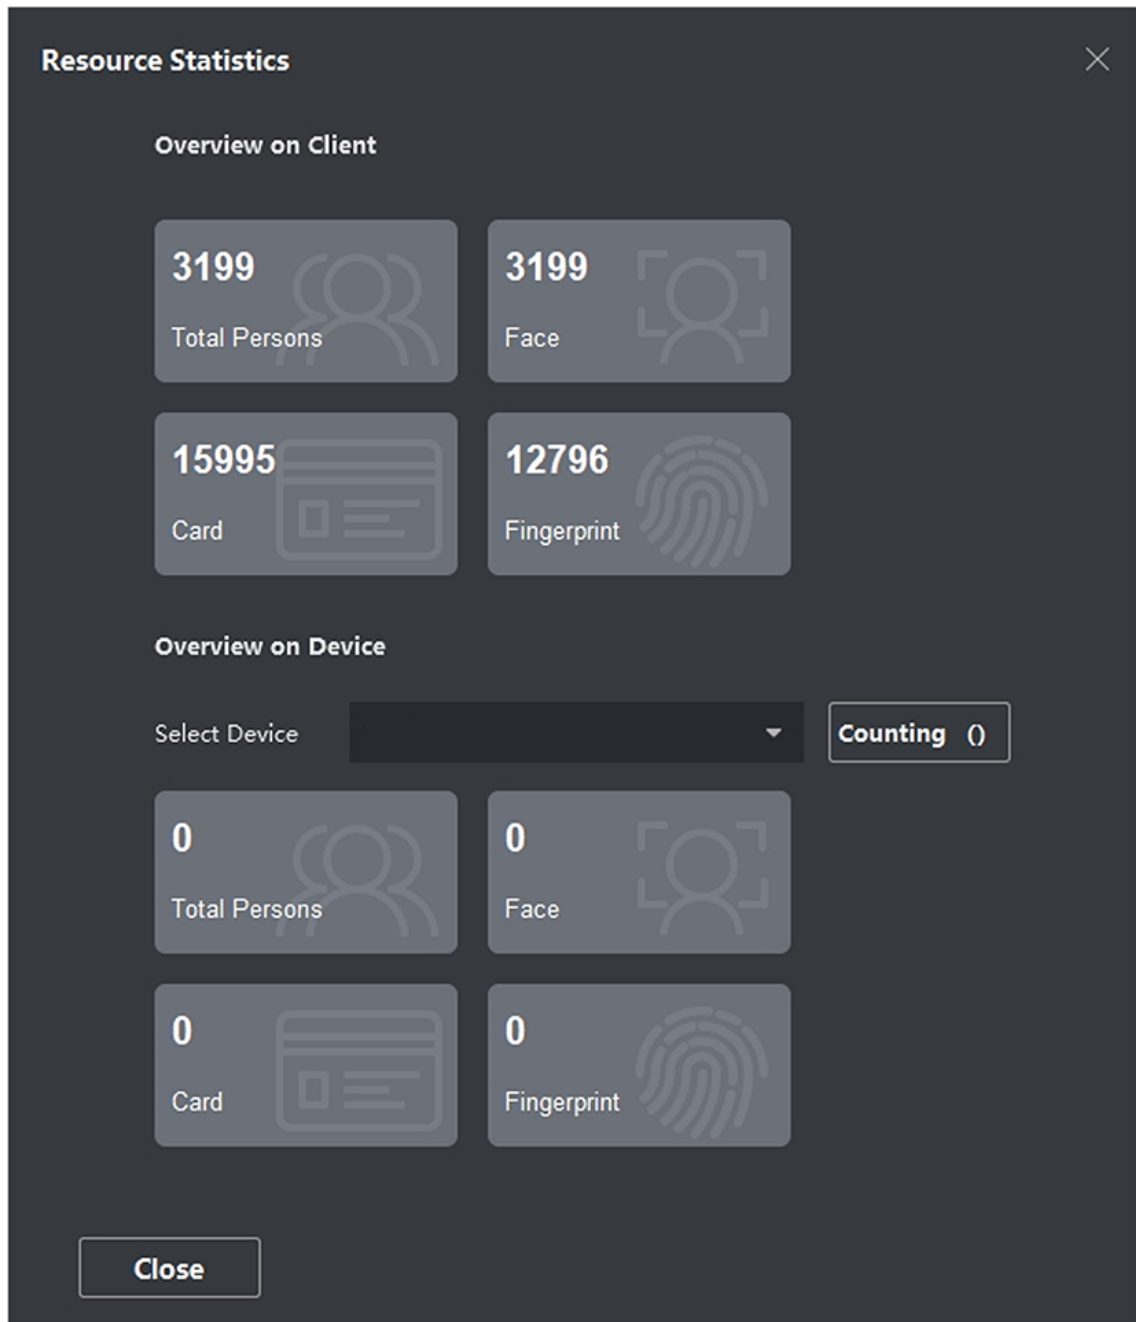 Resource Statistics
Overview on Client
3199
Total Persons
3199
Face
15995
Card
12796
Fingerprint
Overview on Device
Select Device
Counting ()
0
Total Persons
0
Face
0
Card
0
Fingerprint
Close